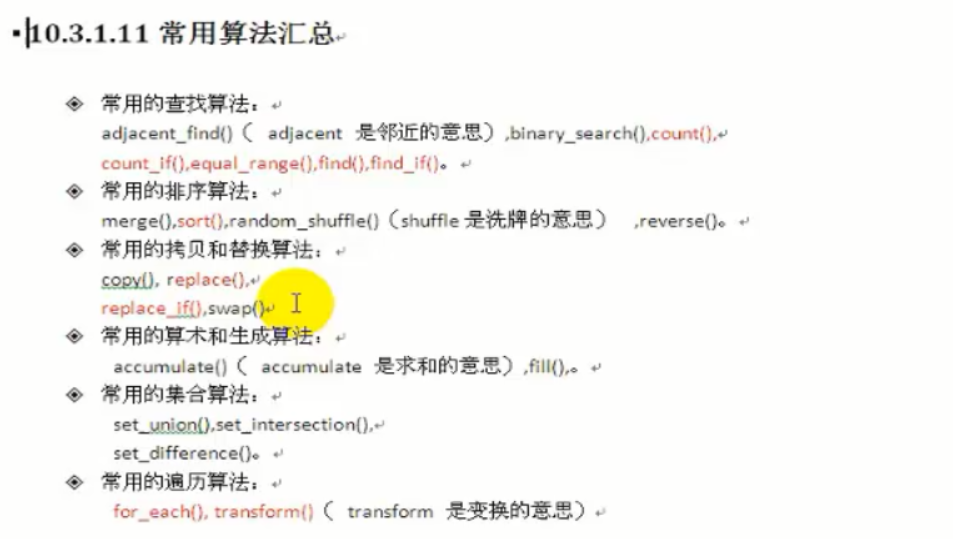 ▪10.3.1.11 常用算法汇总
常用的查找算法：
adjacent_find()（ adjacent 是邻近的意思）,binary_search(),count(),
count_if(),equal_range(),find(),find_if()。
常用的排序算法：
merge(),sort(),random_shuffle()（shuffle 是洗牌的意思） ,reverse()。
常用的拷贝和替换算法：
copy(), replace(),
replace_if(),swap()
常用的算术和生成算法：
accumulate()（ accumulate 是求和的意思）,fill(),。
常用的集合算法：
set_union(),set_intersection(),
set_difference()。
常用的遍历算法：
for_each(), transform()（ transform 是变换的意思）